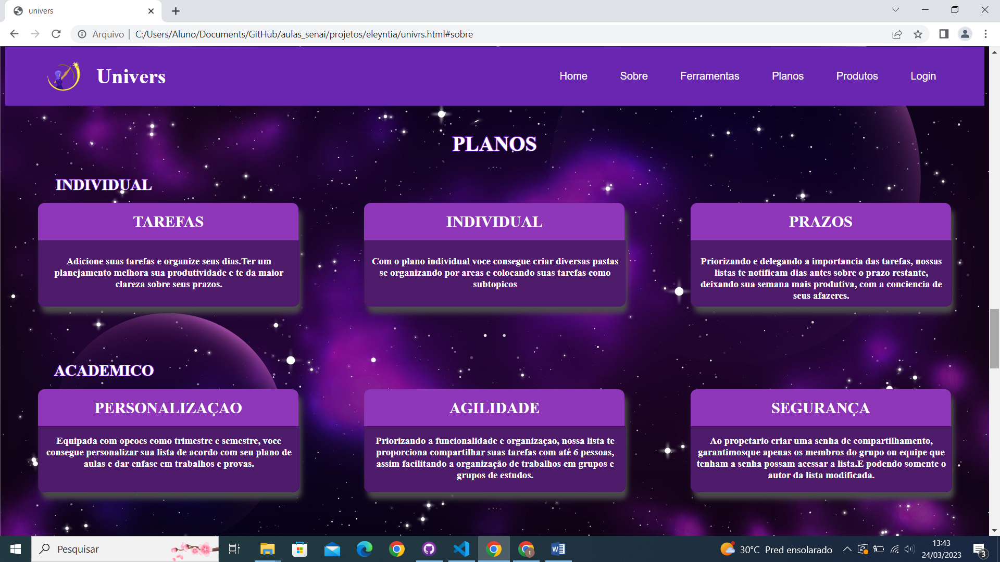 univers
Arquivo | C:/Users/Aluno/Documents/GitHub/aulas_senai/projetos/eleyntia/univrs.html#sobre
Univers
Home Sobre Ferramentas Planos Produtos Login
PLANOS
INDIVIDUAL
TAREFAS
Adicione suas tarefas e organize seus dias.Ter um
planejamento melhora sua produtividade e te da maior
clareza sobre seus prazos.
INDIVIDUAL
Com o plano individual voce consegue criar diversas pastas
se organizando por areas e colocando suas tarefas como
subtopicos
PRAZOS
Priorizando e delegando a importancia das tarefas, nossas
listas te notificam dias antes sobre o prazo restante,
deixando sua semana mais produtiva, com a conciencia de
seus afazeres.
ACADEMICO
PERSONALIZAÇAO
Equipada com opcoes como trimestre e semestre, voce
consegue personalizar sua lista de acordo com seu plano de
aulas e dar enfase em trabalhos e provas.
AGILIDADE
Priorizando a funcionalidade e organizaçao, nossa lista te
proporciona compartilhar suas tarefas com até 6 pessoas,
assim facilitando a organização de trabalhos em grupos e
grupos de estudos.
SEGURANÇA
Ao propetario criar uma senha de compartilhamento,
garantimosque apenas os membros do grupo ou equipe que
tenham a senha possam acessar a lista.E podendo somente o
autor da lista modificada.
Pesquisar
30°C Pred ensolarado
13:43
24/03/2023
3